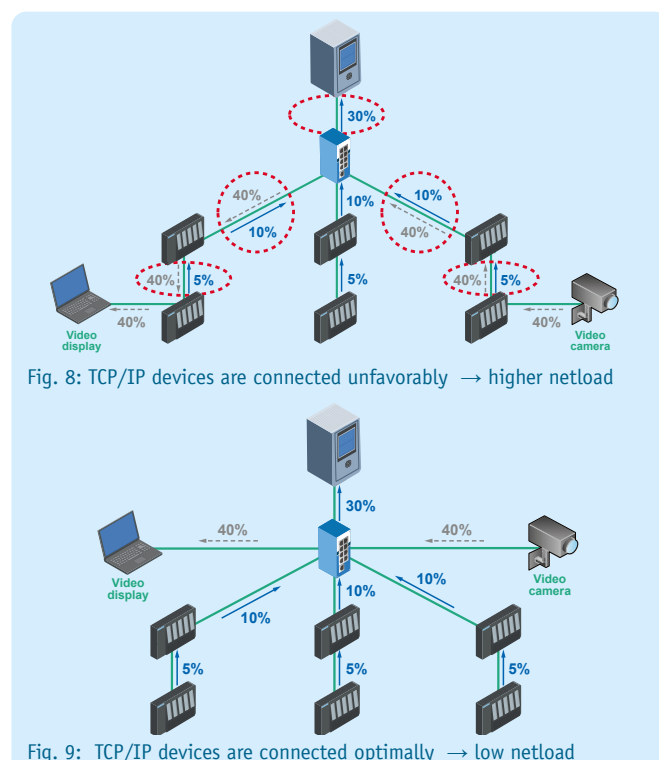 30%
40%
10%
10%
10%
40%
40%
5%
5%
40%
5%
40%
40%
Video
display
Video
camera
Fig. 8: TCP/IP devices are connected unfavorably → higher netload
30%
40%
40%
Video
display
Video
camera
10%
10%
10%
5%
5%
5%
Fig. 9: TCP/IP devices are connected optimally → low netload